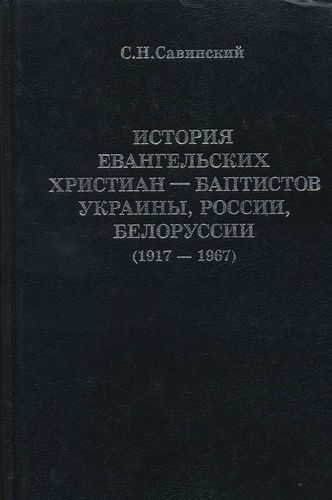 С.Н.Савинский
ИСТОРИЯ
ЕВАНГЕЛЬСКИХ
ХРИСТИАН — БАПТИСТОВ
УКРАИНЫ, РОССИИ,
БЕЛОРУССИИ
(1917 — 1967)